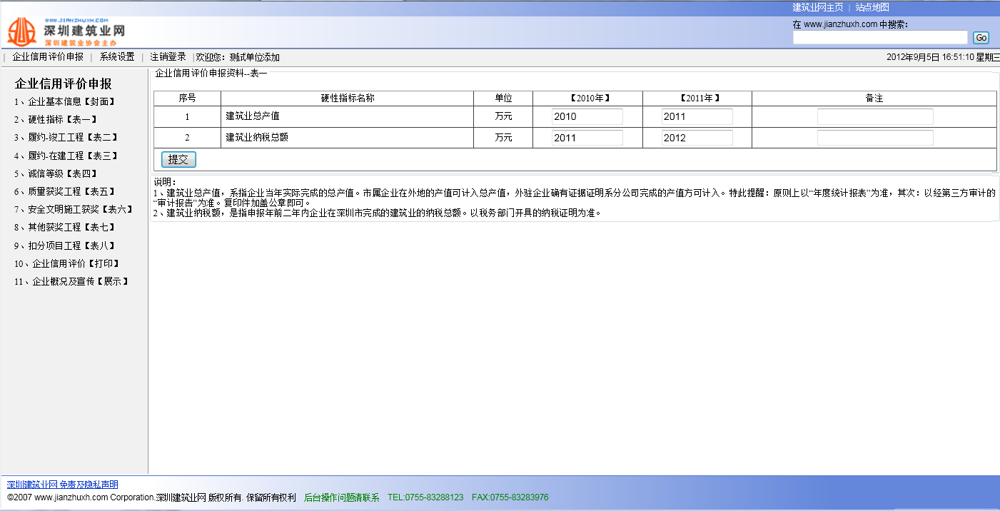 建筑业网主页 | 站点地图
WWW.JIANZHUXH.COM
深圳建筑业网
深圳建筑业协会主办
在 www.jianzhuxh.com 中搜索:
Go
| 企业信用评价申报 | 系统设置 | 注销登录 |欢迎您：测试单位添加
2012年9月5日 16:51:10 星期三
企业信用评价申报
1、企业基本信息【封面】
2、硬性指标【表一】
3、履约-竣工工程【表二】
4、履约-在建工程【表三】
5、诚信等级【表四】
6、质量获奖工程【表五】
7、安全文明施工获奖【表六】
8、其他获奖工程【表七】
9、扣分项目工程【表八】
10、企业信用评价【打印】
11、企业概况及宣传【展示】
企业信用评价申报资料--表一
序号 硬性指标名称 单位 【2010年】 【2011年】 备注
1 建筑业总产值 万元 2010 2011
2 建筑业纳税总额 万元 2011 2012
提交
说明：
1、建筑业总产值，系指企业当年实际完成的总产值。市属企业在外地的产值可计入总产值，外驻企业确有证据证明系分公司完成的产值方可计入。特此提醒：原则上以“年度统计报表”为准，其次：以经第三方审计的
“审计报告”为准。复印件加盖公章即可。
2、建筑业纳税额，是指申报年前二年内企业在深圳市完成的建筑业的纳税总额。以税务部门开具的纳税证明为准。
深圳建筑业网 免责及隐私声明
©2007 www.jianzhuxh.com Corporation.深圳建筑业网 版权所有. 保留所有权利 后台操作问题请联系 TEL:0755-83288123 FAX:0755-83283976